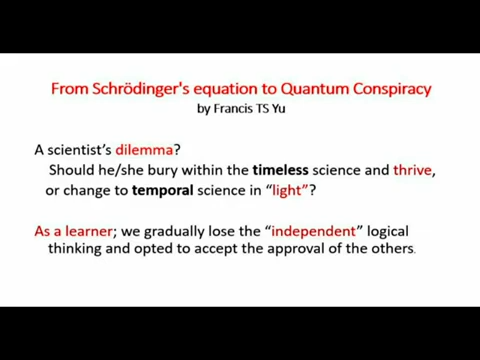 From Schrödinger's equation to Quantum Conspiracy
by Francis TS Yu
A scientist's dilemma?
Should he/she bury within the timeless science and thrive,
or change to temporal science in "light"?
As a learner; we gradually lose the "independent" logical
thinking and opted to accept the approval of the others.